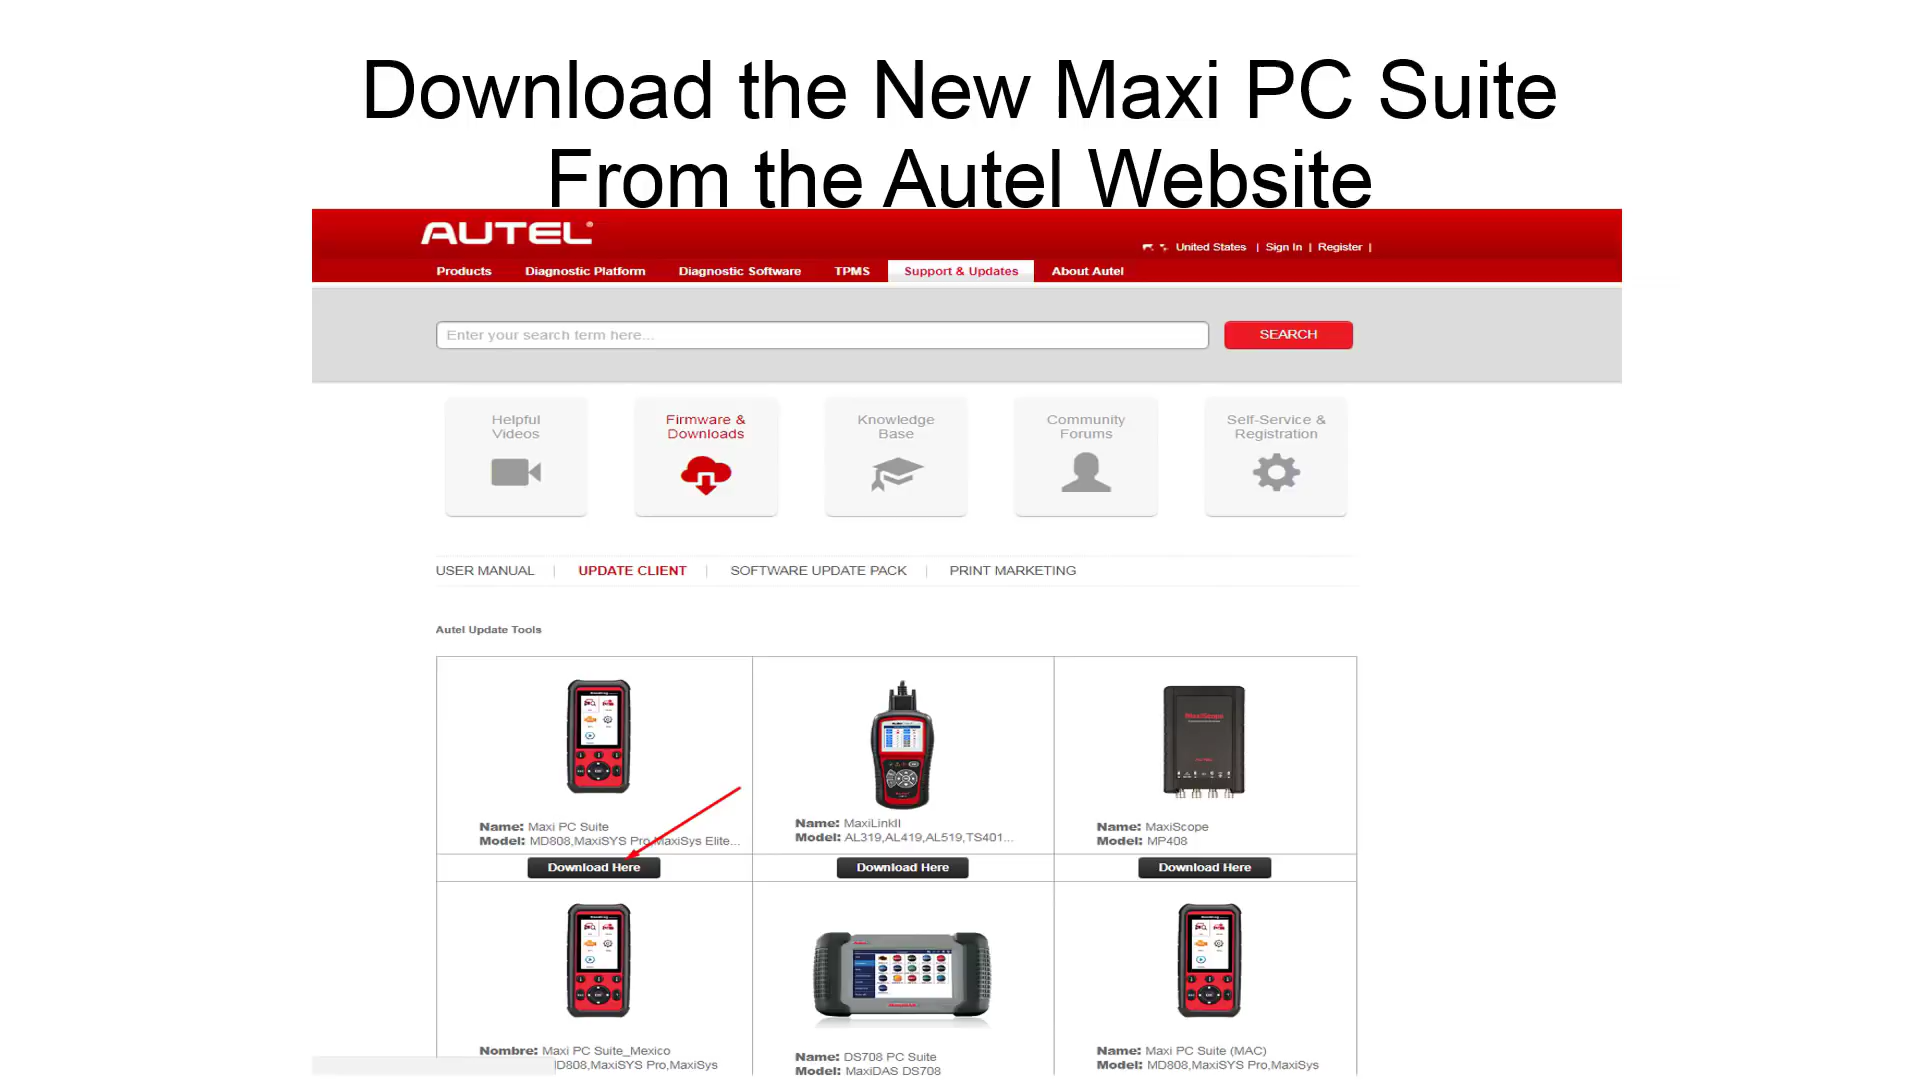 Download the New Maxi PC Suite
From the Autel Website
AUTEL
United States | Sign In | Register |
Products Diagnostic Platform Diagnostic Software TPMS Support & Updates About Autel
Enter your search term here... SEARCH
Helpful
Videos
Firmware &
Downloads
Knowledge
Base
Community
Forums
Self-Service &
Registration
USER MANUAL | UPDATE CLIENT | SOFTWARE UPDATE PACK | PRINT MARKETING
Autel Update Tools
MaxiScope
AUTEL
Name: Maxi PC Suite
Model: MD808,MaxiSYS Pro,MaxiSys Elite...
Name: MaxiLinkII
Model: AL319,AL419,AL519,TS401...
Name: MaxiScope
Model: MP408
Download Here Download Here Download Here
Nombre: Maxi PC Suite_Mexico
MD808,MaxiSYS Pro,MaxiSys
Name: DS708 PC Suite
Model: MaxiDAS DS708
Name: Maxi PC Suite (MAC)
Model: MD808,MaxiSYS Pro,MaxiSys